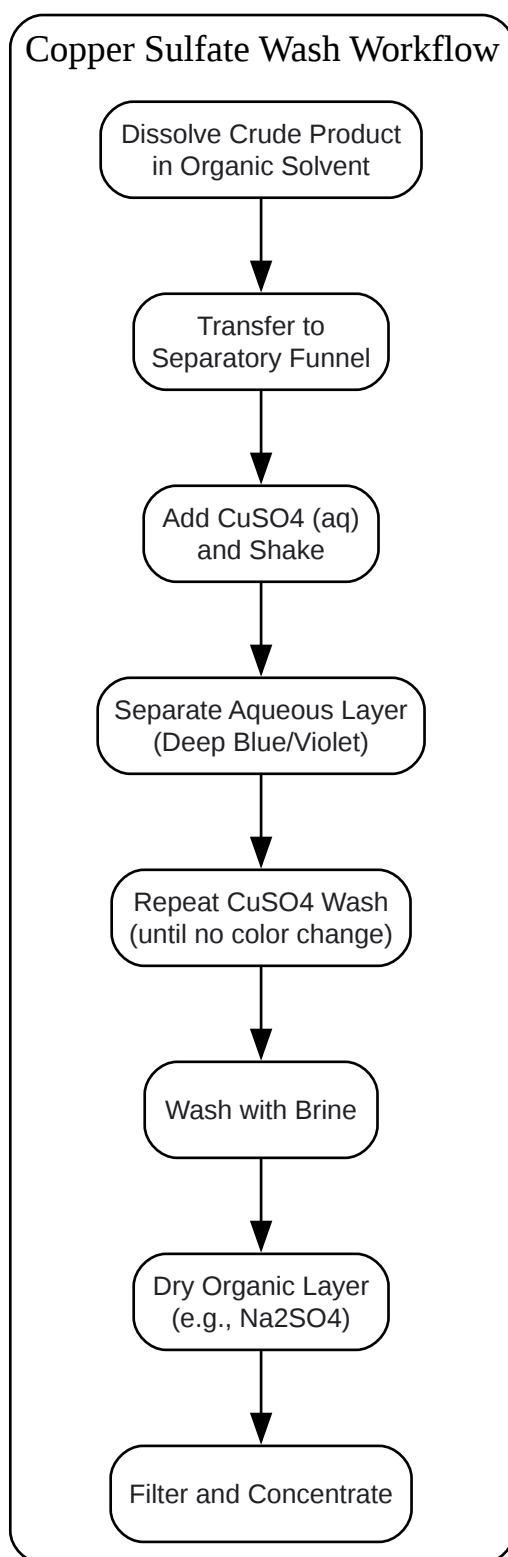 Copper Sulfate Wash Workflow
Dissolve Crude Product
in Organic Solvent
Transfer to
Separatory Funnel
Add CuSO4 (aq)
and Shake
Separate Aqueous Layer
(Deep Blue/Violet)
Repeat CuSO4 Wash
(until no color change)
Wash with Brine
Dry Organic Layer
(e.g., Na2SO4)
Filter and Concentrate